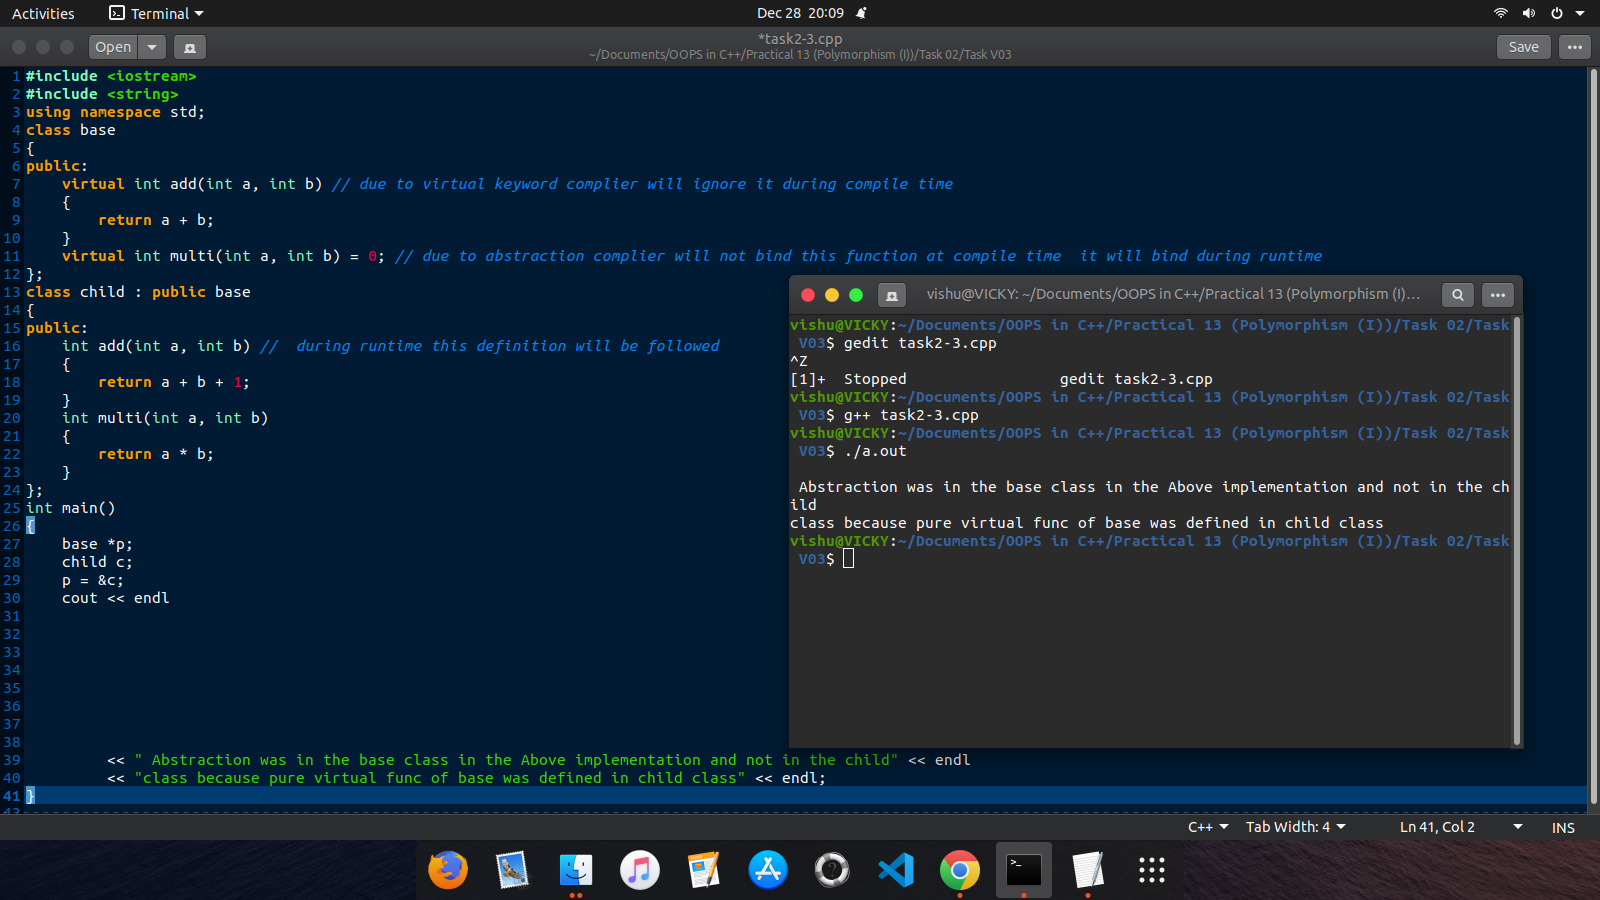 Activities
Terminal
Dec 28 20:09
Open
*task2-3.cpp
~/Documents/OOPS in C++/Practical 13 (Polymorphism (I))/Task 02/Task V03
Save
1 #include <iostream>
2 #include <string>
3 using namespace std;
4 class base
5 {
6 public:
7     virtual int add(int a, int b) // due to virtual keyword complier will ignore it during compile time
8     {
9         return a + b;
10     }
11     virtual int multi(int a, int b) = 0; // due to abstraction complier will not bind this function at compile time  it will bind during runtime
12 };
13 class child : public base
14 {
15 public:
16     int add(int a, int b) //  during runtime this definition will be followed
17     {
18         return a + b + 1;
19     }
20     int multi(int a, int b)
21     {
22         return a * b;
23     }
24 };
25 int main()
26 {
27     base *p;
28     child c;
29     p = &c;
30     cout << endl
31
32
33
34
35
36
37
38
39          << " Abstraction was in the base class in the Above implementation and not in the child" << endl
40          << "class because pure virtual func of base was defined in child class" << endl;
41 }
vishu@VICKY: ~/Documents/OOPS in C++/Practical 13 (Polymorphism (I)...
vishu@VICKY:~/Documents/OOPS in C++/Practical 13 (Polymorphism (I))/Task 02/Task
 V03$ gedit task2-3.cpp
^Z
[1]+  Stopped                 gedit task2-3.cpp
vishu@VICKY:~/Documents/OOPS in C++/Practical 13 (Polymorphism (I))/Task 02/Task
 V03$ g++ task2-3.cpp
vishu@VICKY:~/Documents/OOPS in C++/Practical 13 (Polymorphism (I))/Task 02/Task
 V03$ ./a.out
 Abstraction was in the base class in the Above implementation and not in the ch
ild
class because pure virtual func of base was defined in child class
vishu@VICKY:~/Documents/OOPS in C++/Practical 13 (Polymorphism (I))/Task 02/Task
 V03$
C++
Tab Width: 4
Ln 41, Col 2
INS